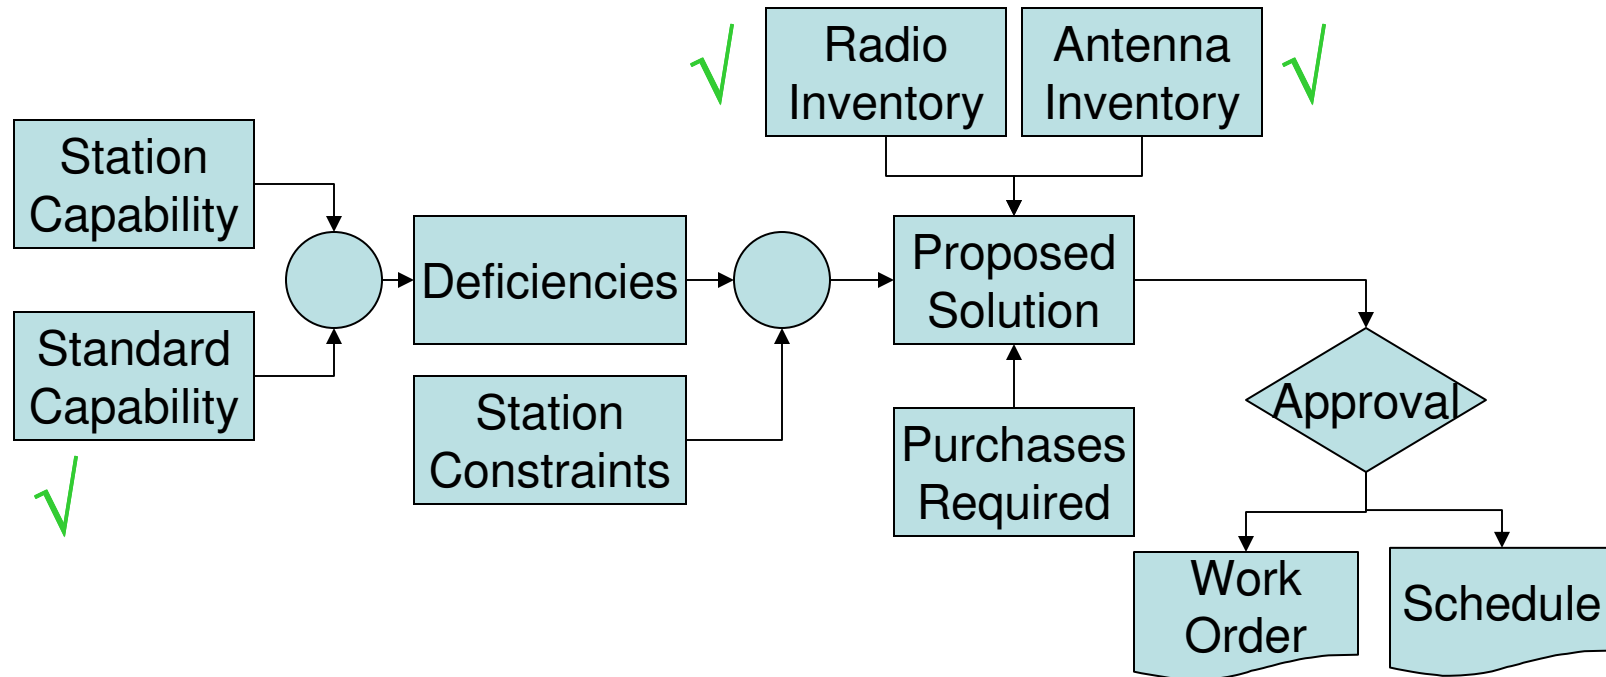 Radio
Inventory
Antenna
Inventory
Station
Capability
Standard
Capability
Deficiencies
Station
Constraints
Proposed
Solution
Purchases
Required
Approval
Work
Order
Schedule